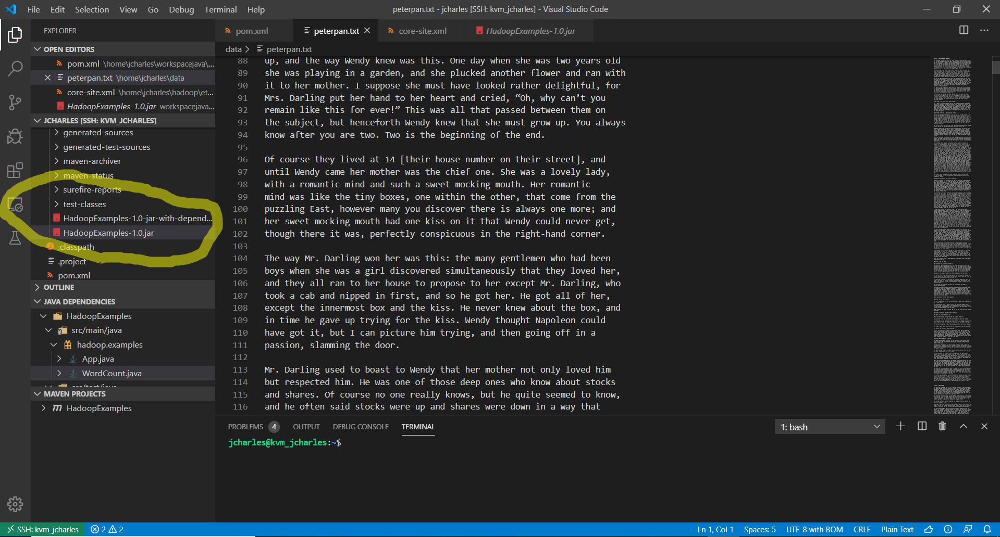 File Edit Selection View Go Debug Terminal Help
peterpan.txt - jcharles [SSH: kvm_jcharles] - Visual Studio Code
EXPLORER
OPEN EDITORS
pom.xml \home\jcharles\workspacejava\...
peterpan.txt \home\jcharles\data
core-site.xml \home\jcharles\hadoop\et...
HadoopExamples-1.0.jar workspacejava...
JCHARLES [SSH: KVM_JCHARLES]
generated-sources
generated-test-sources
maven-archiver
maven-status
surefire-reports
test-classes
HadoopExamples-1.0-jar-with-depend...
HadoopExamples-1.0.jar
.classpath
.project
pom.xml
OUTLINE
JAVA DEPENDENCIES
HadoopExamples
src/main/java
hadoop.examples
App.java
WordCount.java
src/test/java
MAVEN PROJECTS
HadoopExamples
pom.xml peterpan.txt core-site.xml HadoopExamples-1.0.jar
data > peterpan.txt
88 up, and the way Wendy knew was this. One day when she was two years old
89 she was playing in a garden, and she plucked another flower and ran with
90 it to her mother. I suppose she must have looked rather delightful, for
91 Mrs. Darling put her hand to her heart and cried, “Oh, why can’t you
92 remain like this for ever!” This was all that passed between them on
93 the subject, but henceforth Wendy knew that she must grow up. You always
94 know after you are two. Two is the beginning of the end.
95
96 Of course they lived at 14 [their house number on their street], and
97 until Wendy came her mother was the chief one. She was a lovely lady,
98 with a romantic mind and such a sweet mocking mouth. Her romantic
99 mind was like the tiny boxes, one within the other, that come from the
100 puzzling East, however many you discover there is always one more; and
101 her sweet mocking mouth had one kiss on it that Wendy could never get,
102 though there it was, perfectly conspicuous in the right-hand corner.
103
104 The way Mr. Darling won her was this: the many gentlemen who had been
105 boys when she was a girl discovered simultaneously that they loved her,
106 and they all ran to her house to propose to her except Mr. Darling, who
107 took a cab and nipped in first, and so he got her. He got all of her,
108 except the innermost box and the kiss. He never knew about the box, and
109 in time he gave up trying for the kiss. Wendy thought Napoleon could
110 have got it, but I can picture him trying, and then going off in a
111 passion, slamming the door.
112
113 Mr. Darling used to boast to Wendy that her mother not only loved him
114 but respected him. He was one of those deep ones who know about stocks
115 and shares. Of course no one really knows, but he quite seemed to know,
116 and he often said stocks were up and shares were down in a way that
PROBLEMS 4 OUTPUT DEBUG CONSOLE TERMINAL 1: bash
jcharles@kvm_jcharles:~$
SSH: kvm_jcharles 2 2 Ln 1, Col 1 Spaces: 5 UTF-8 with BOM CRLF Plain Text